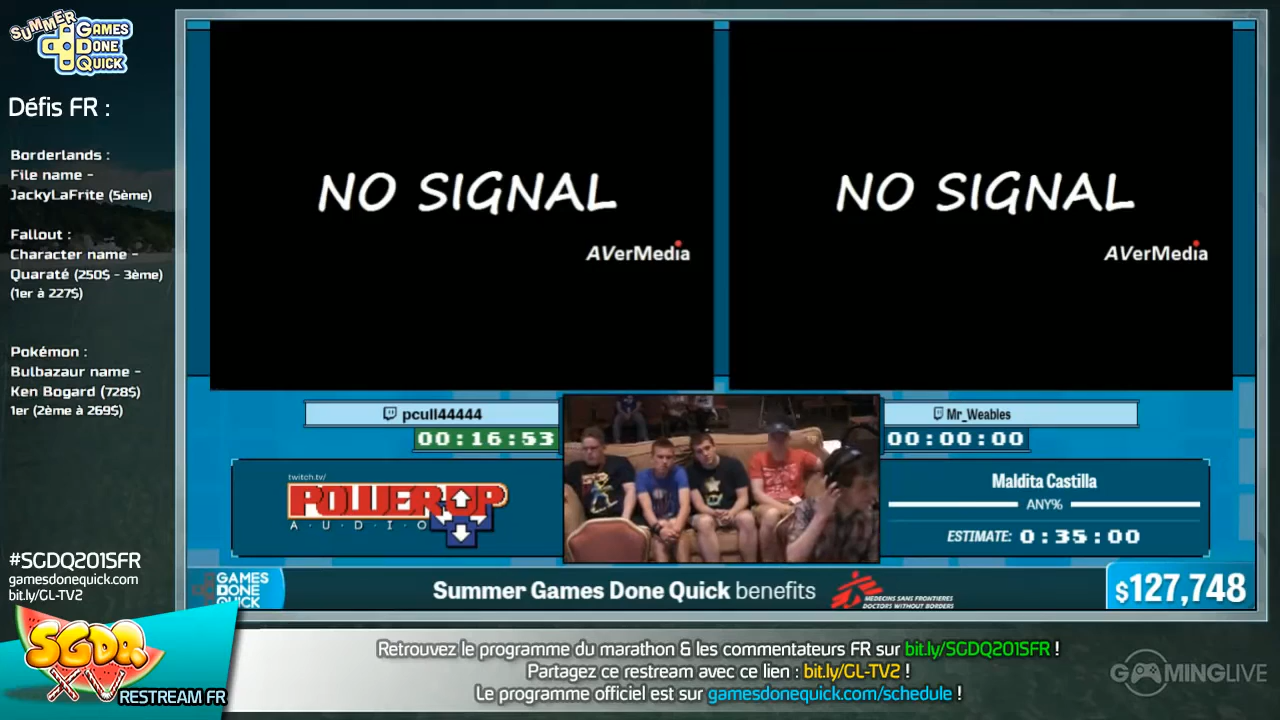 SUMMER
GAMES
DONE
QUICK
Défis FR :
Borderlands :
File name -
JackyLaFrite (5ème)
Fallout :
Character name -
Quaraté (250$ - 3ème)
(1er à 227$)
Pokémon :
Bulbazaur name -
Ken Bogard (728$)
1er (2ème à 269$)
#SGDQ2015FR
gamesdonequick.com
bit.ly/GL-TV2
NO SIGNAL
AVerMedia
NO SIGNAL
AVerMedia
pcull44444
00:16:53
Mr_Weables
00:00:00
twitch.tv/
POWER UP
AUDIO
Maldita Castilla
ANY%
ESTIMATE: 0:35:00
GAMES
DONE
QUICK
Summer Games Done Quick benefits
MEDECINS SANS FRONTIERES
DOCTORS WITHOUT BORDERS
$127,748
SGDQ
XV
RESTREAM FR
Retrouvez le programme du marathon & les commentateurs FR sur bit.ly/SGDQ2015FR !
Partagez ce restream avec ce lien : bit.ly/GL-TV2 !
Le programme officiel est sur gamesdonequick.com/schedule !
GAMINGLIVE